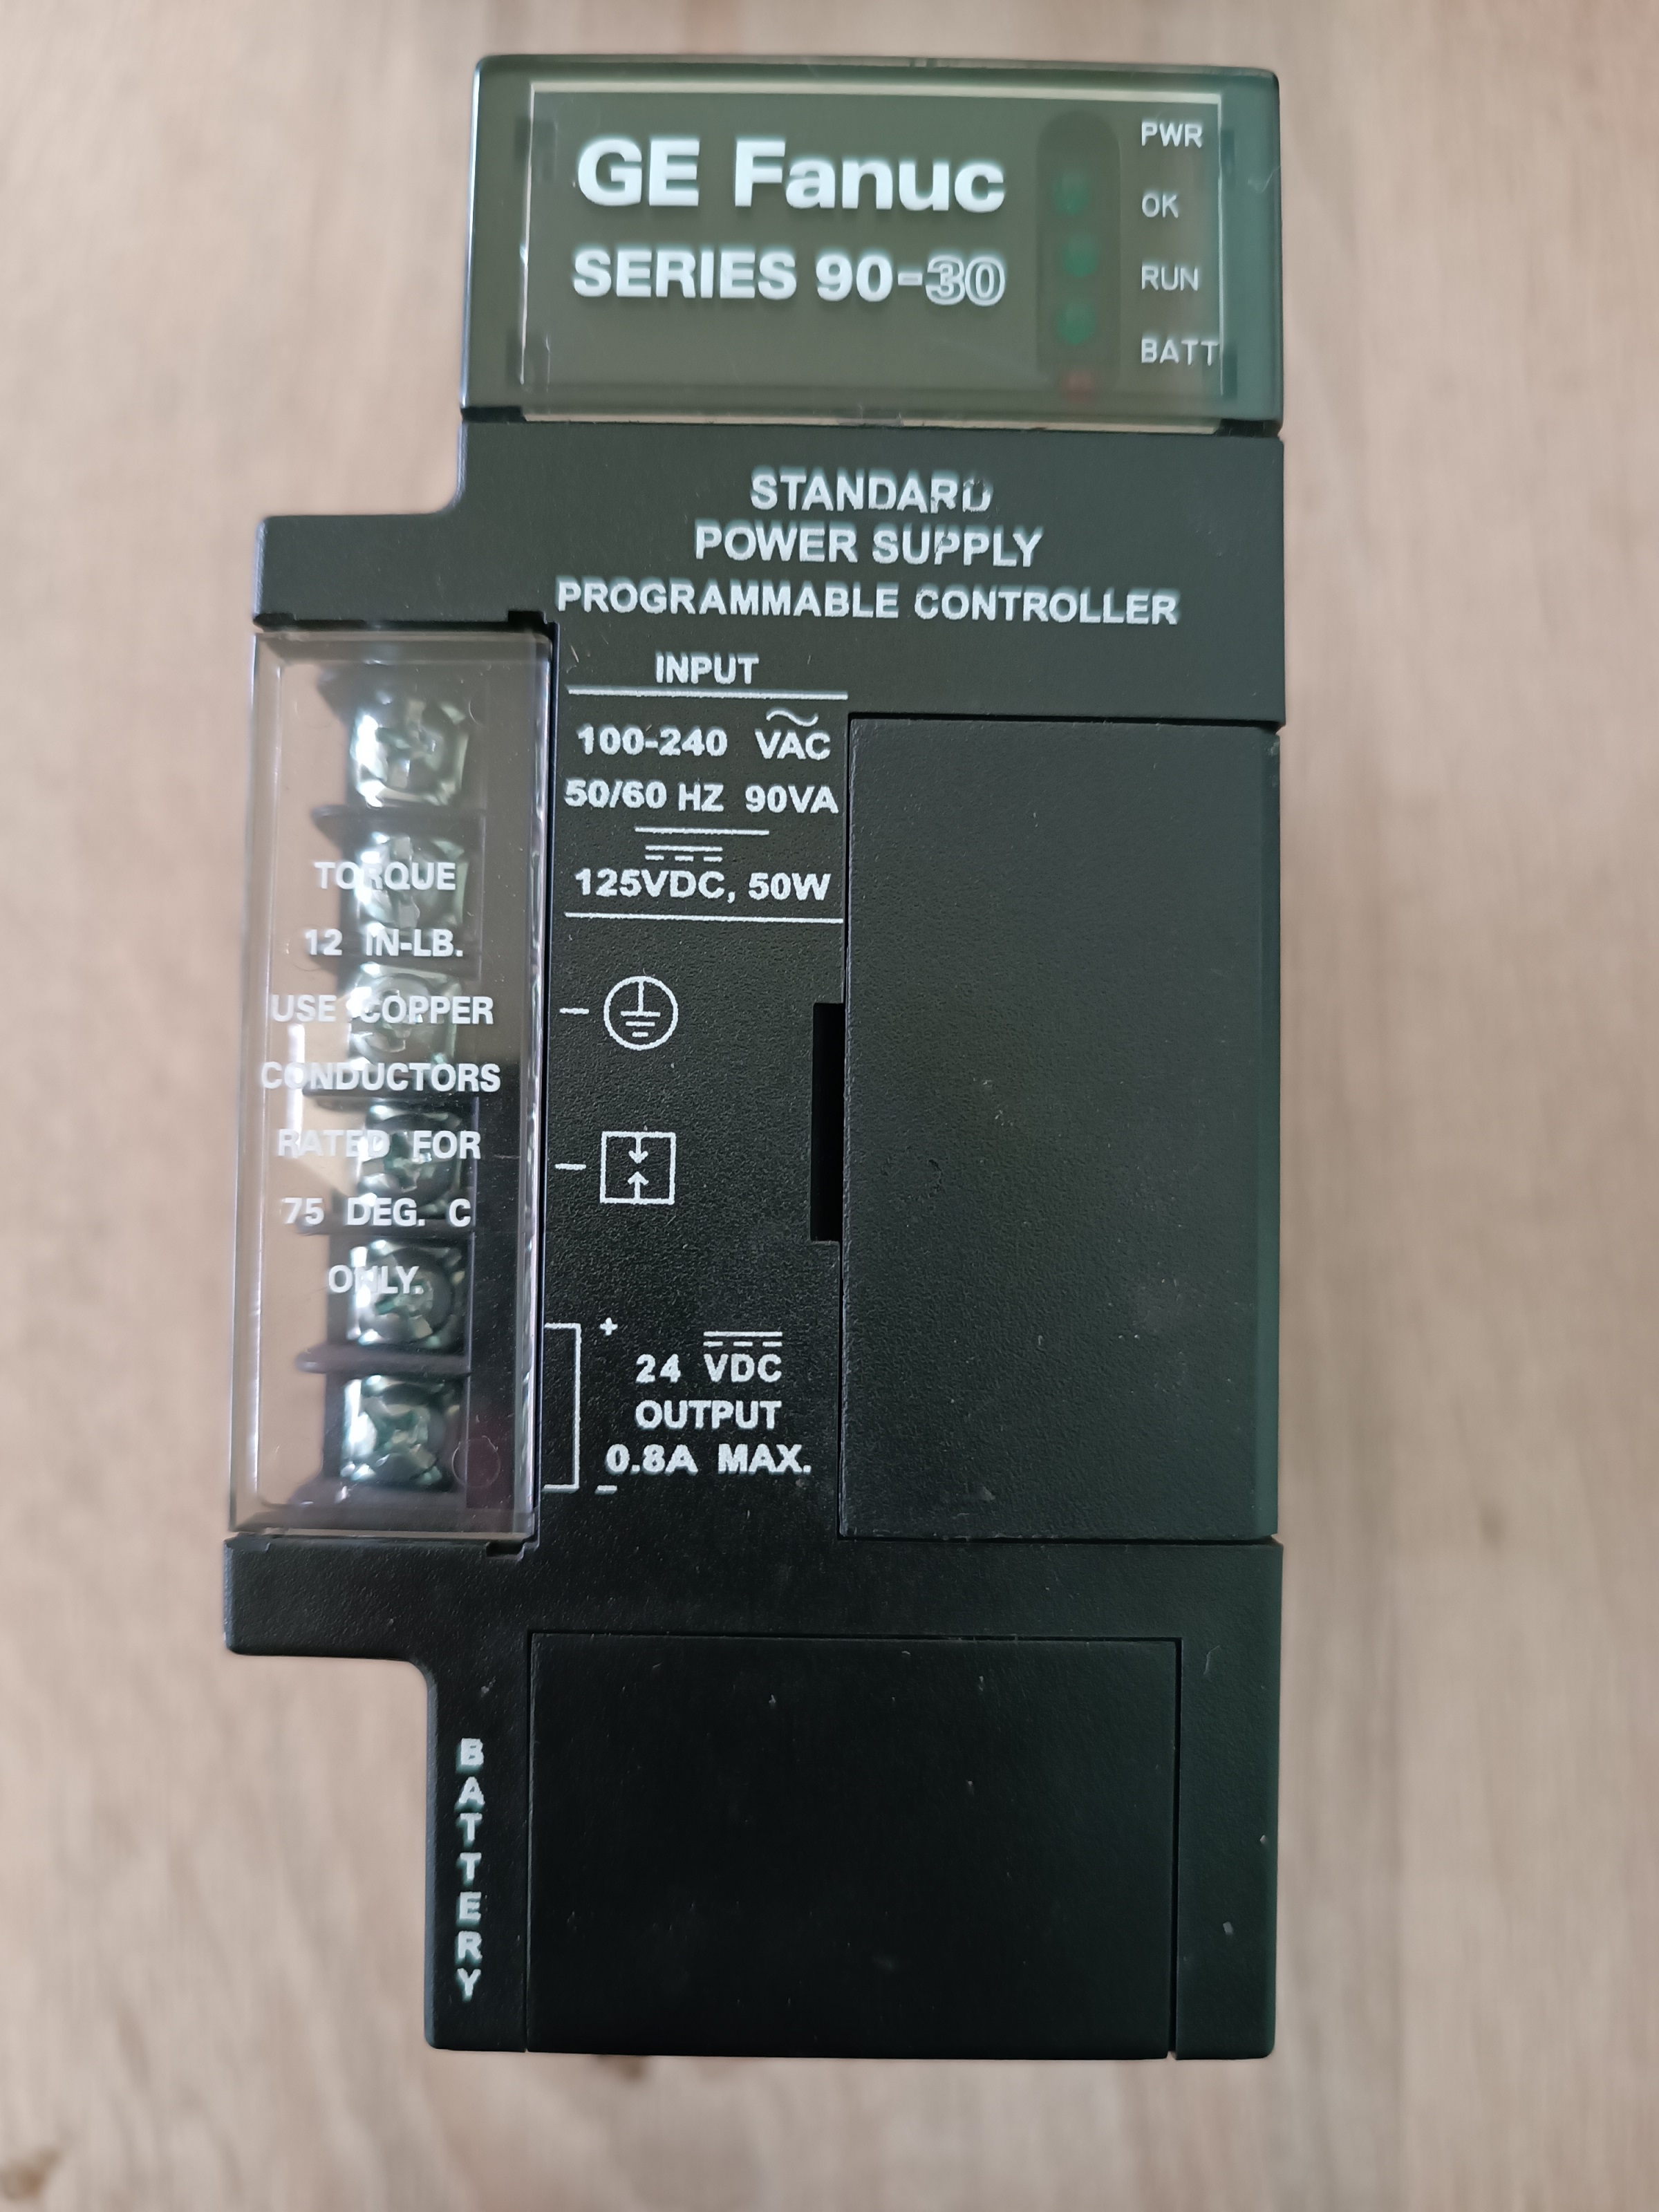 GE Fanuc
SERIES 90-30
PWR
OK
RUN
BATT
STANDARD
POWER SUPPLY
PROGRAMMABLE CONTROLLER
INPUT
100-240 VAC
50/60 HZ 90VA
125VDC, 50W
TORQUE
12 IN-LB.
USE COPPER
CONDUCTORS
RATED FOR
75 DEG. C
ONLY.
+
24 VDC
OUTPUT
0.8A MAX.
-
BATTERY